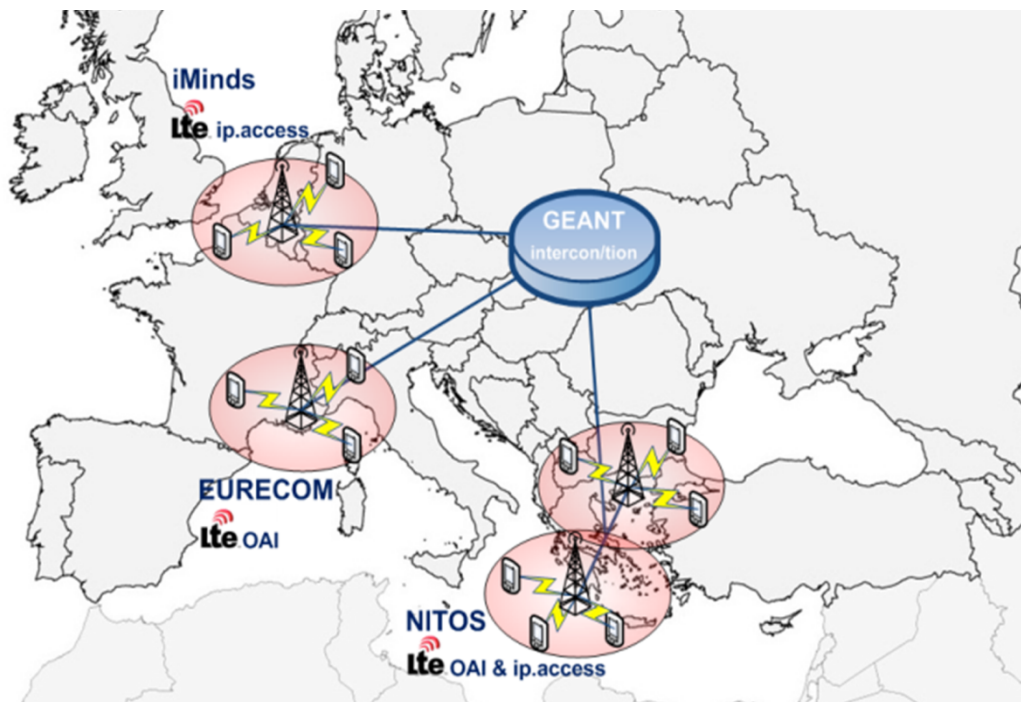 iMinds
Lte ip.access
GEANT
intercon/tion
EURECOM
Lte OAI
NITOS
Lte OAI & ip.access